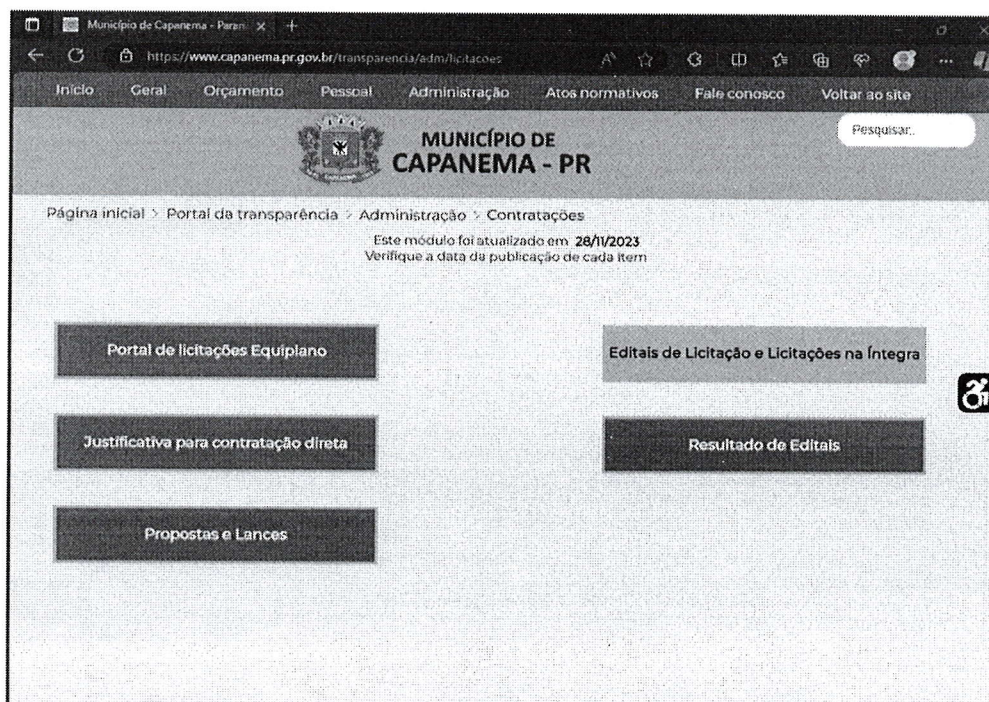 Município de Capanema - Paran
https://www.capanema.pr.gov.br/transparencia/adm/licitacoes
Início Geral Orçamento Pessoal Administração Atos normativos Fale conosco Voltar ao site
Pesquisar..
MUNICÍPIO DE
CAPANEMA - PR
Página inicial > Portal da transparência > Administração > Contratações
Este módulo foi atualizado em 28/11/2023
Verifique a data da publicação de cada item
Portal de licitações Equiplano
Editais de Licitação e Licitações na Íntegra
Justificativa para contratação direta
Resultado de Editais
Propostas e Lances